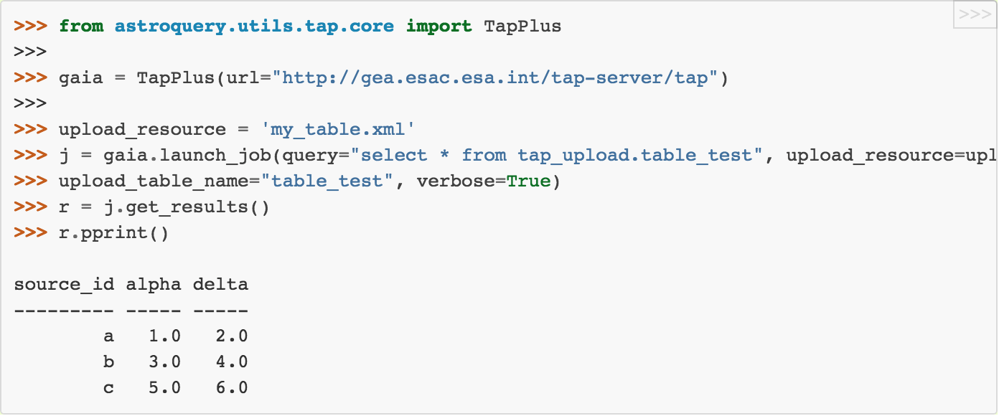 >>> from astroquery.utils.tap.core import TapPlus
>>>
>>>
>>> gaia = TapPlus(url="http://gea.esac.esa.int/tap-server/tap")
>>>
>>> upload_resource = 'my_table.xml'
>>> j = gaia.launch_job(query="select * from tap_upload.table_test", upload_resource=upl
>>> upload_table_name="table_test", verbose=True)
>>> r = j.get_results()
>>> r.pprint()
source_id alpha delta
--------- ----- -----
a 1.0 2.0
b 3.0 4.0
c 5.0 6.0